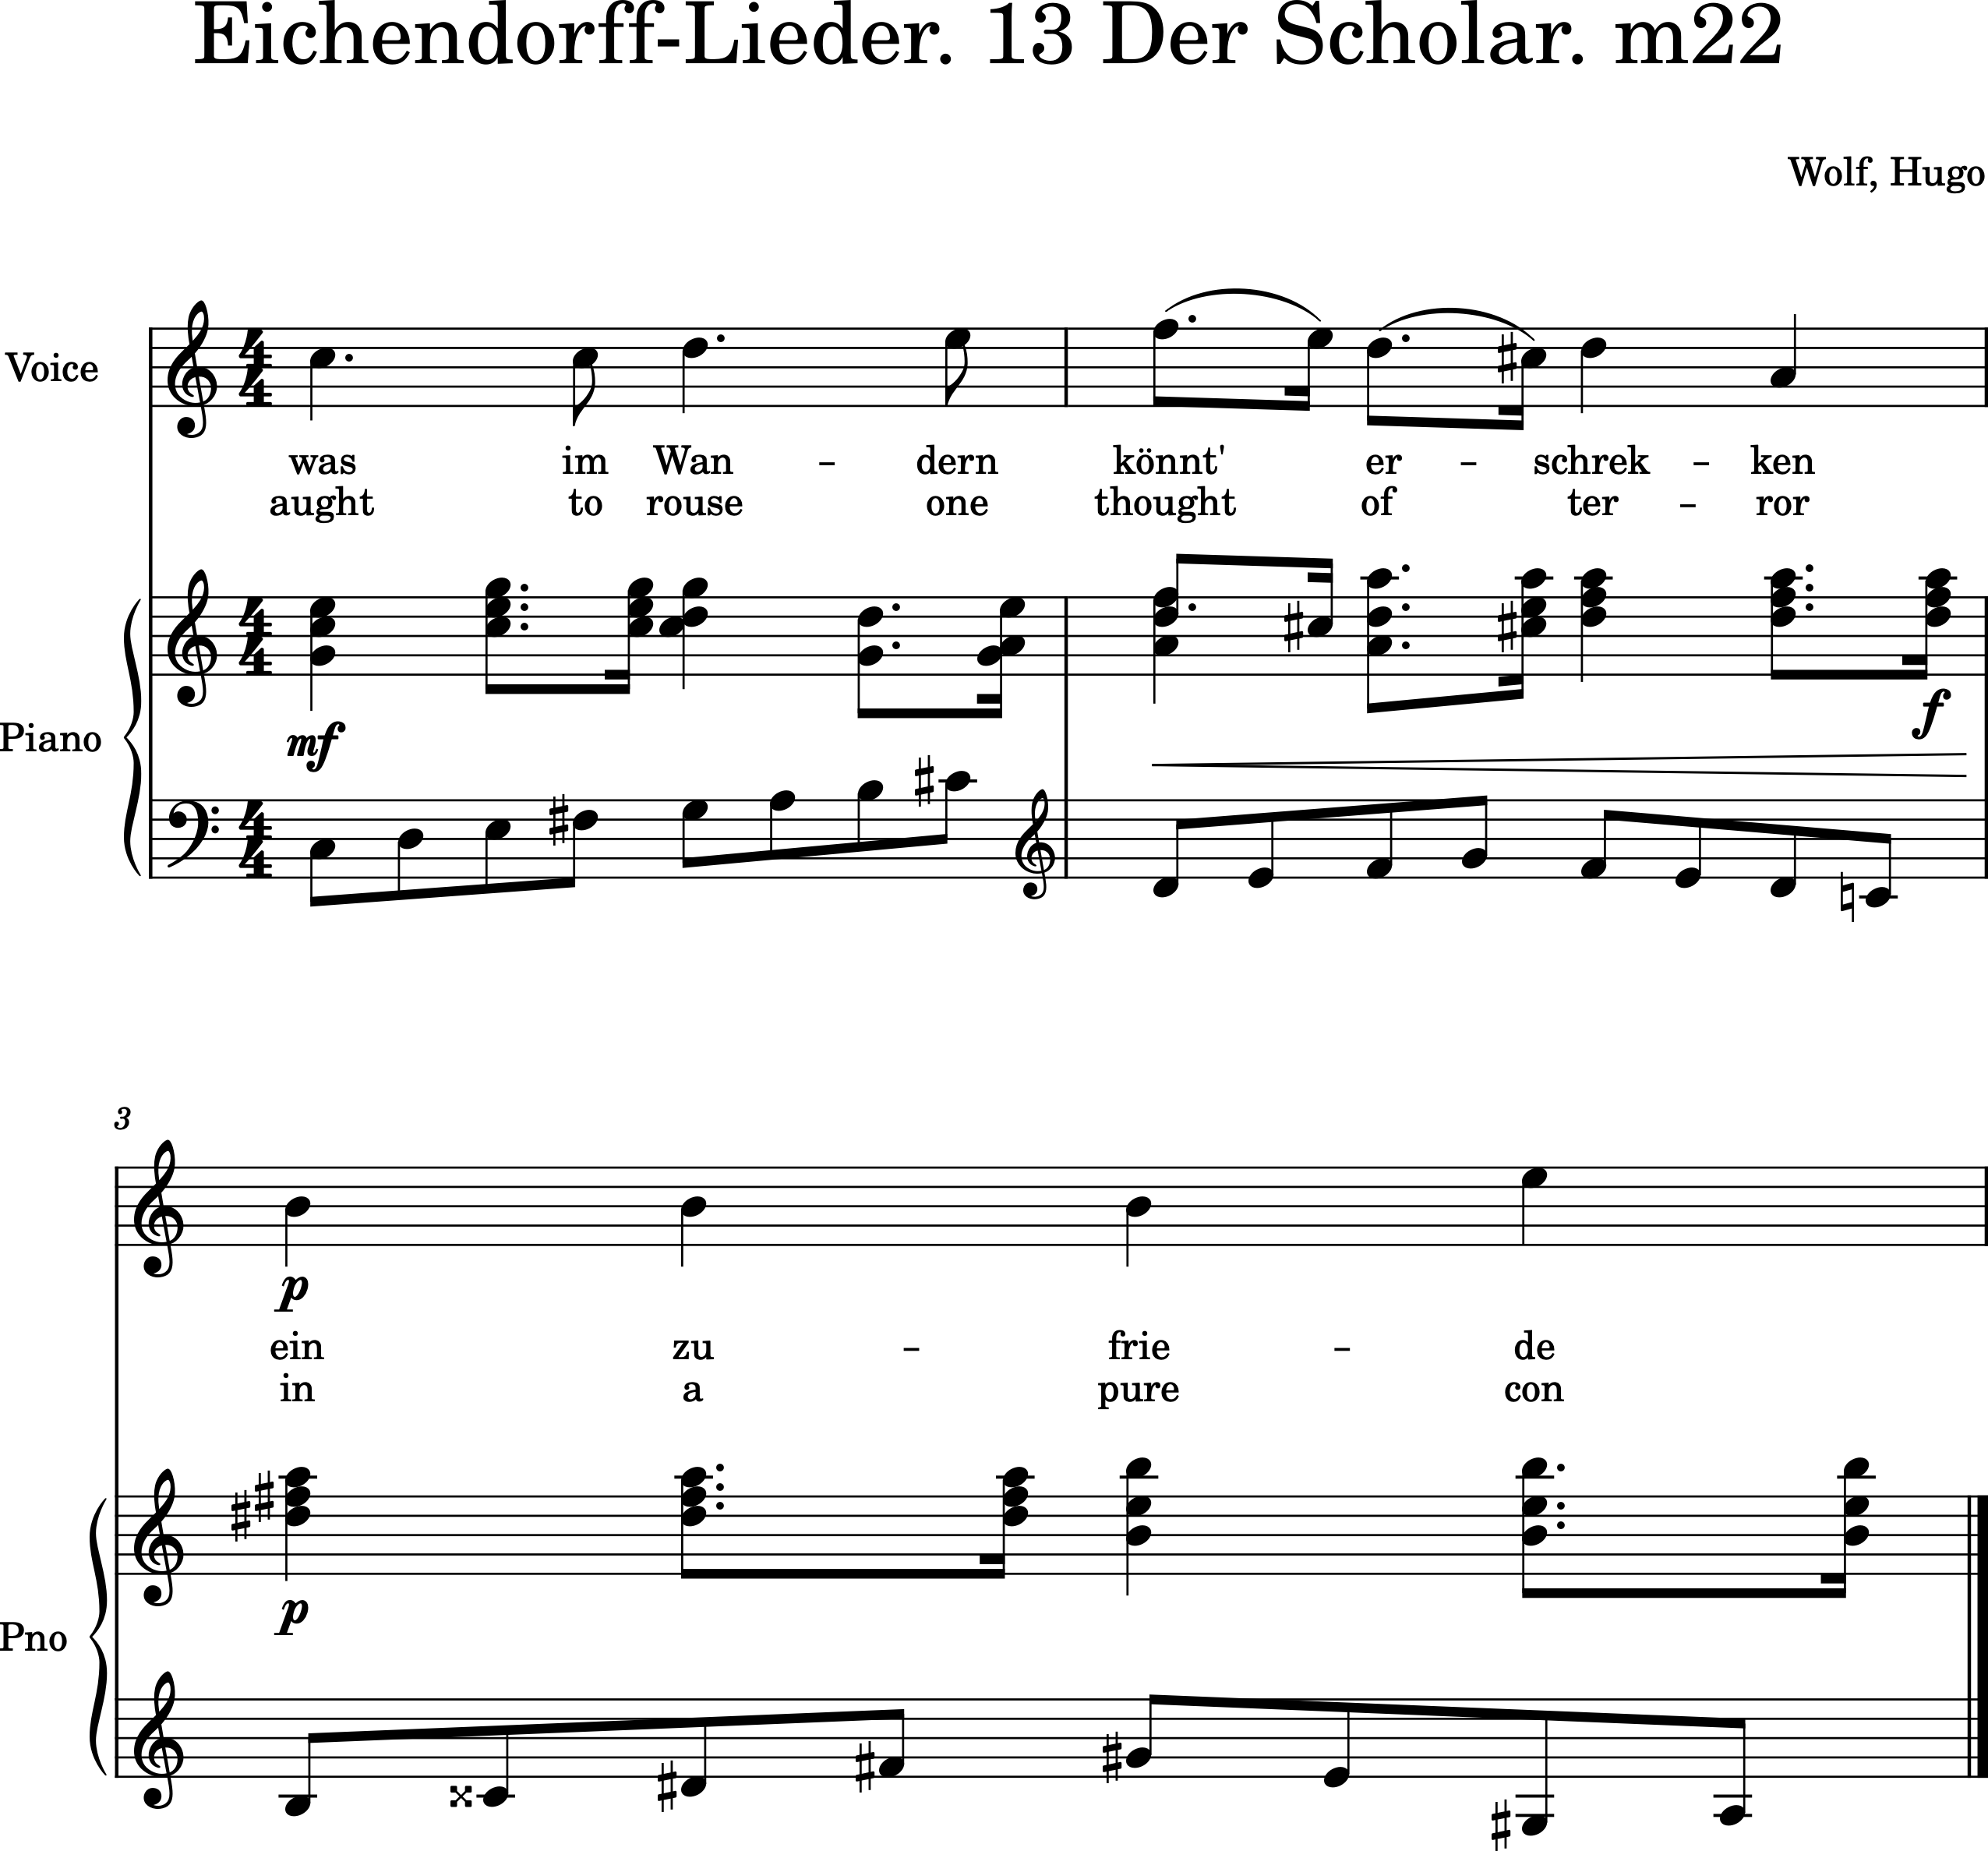 Eichendorff-Lieder. 13 Der Scholar. m22
Wolf, Hugo
Voice
was im Wan – dern könnt' er – schrek – ken
aught to rouse one thought of ter – ror
Piano
mf f
3
p
ein zu – frie – de
in a pure con
p
Pno